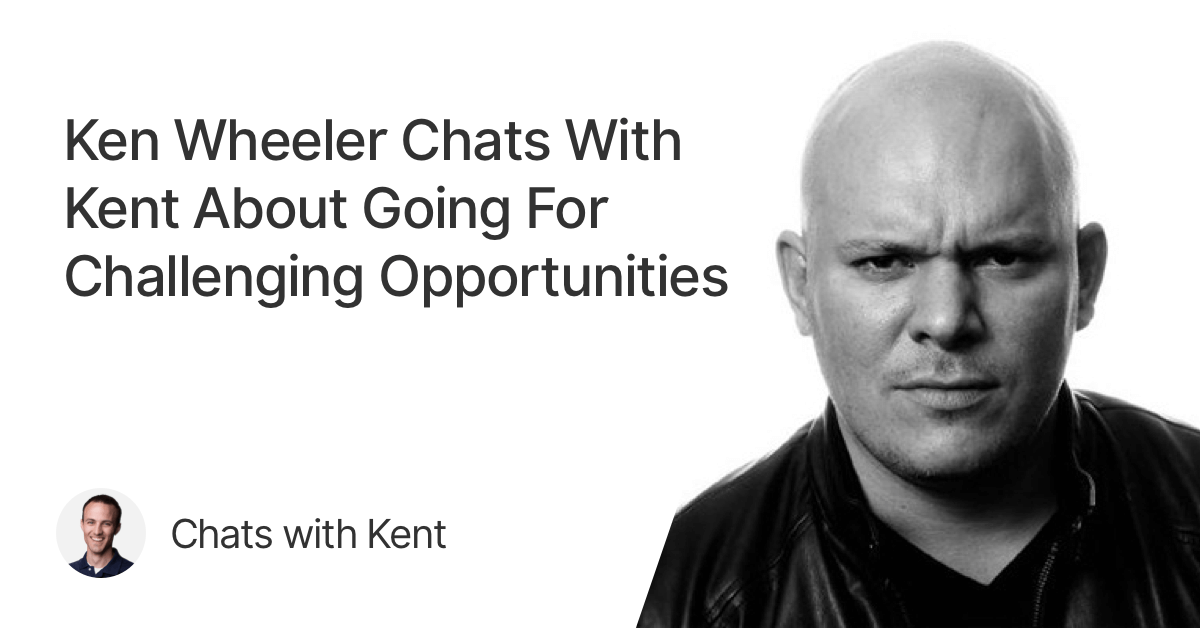 Ken Wheeler Chats With
Kent About Going For
Challenging Opportunities
Chats with Kent